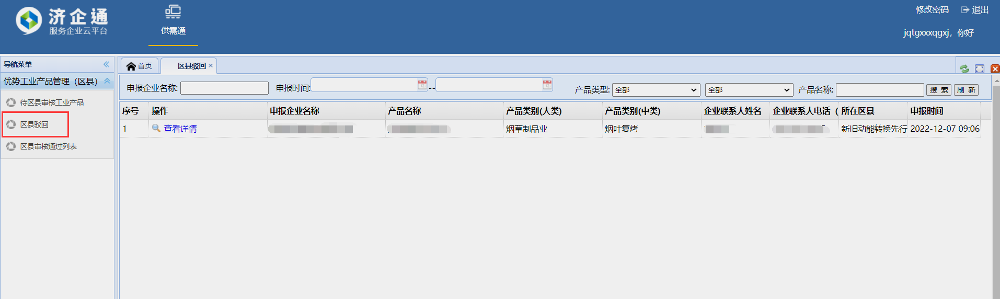 济企通
服务企业云平台
供需通
修改密码 退出
jqtgxxxqgxj，你好
导航菜单
优势工业产品管理（区县）
待区县审核工业产品
区县驳回
区县审核通过列表
首页 区县驳回 ×
申报企业名称: 申报时间: -- 产品类型: 全部 全部 产品名称: 搜 索 刷 新
序号 操作 申报企业名称 产品名称 产品类别(大类) 产品类别(中类) 企业联系人姓名 企业联系人电话（ 所在区县 申报时间
1 查看详情 烟草制品业 烟叶复烤 新旧动能转换先行 2022-12-07 09:06